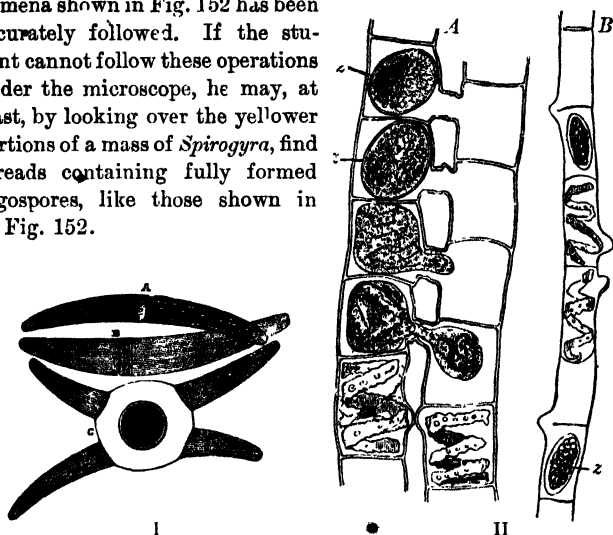 mena shown in Fig. 152 has been
curately followed. If the stu-
nt cannot follow these operations
der the microscope, he may, at
ast, by looking over the yellower
rtions of a mass of Spirogyra, find
reads containing fully formed
gospores, like those shown in
Fig. 152.
A
B
z
z
A
B
C
z
I
II